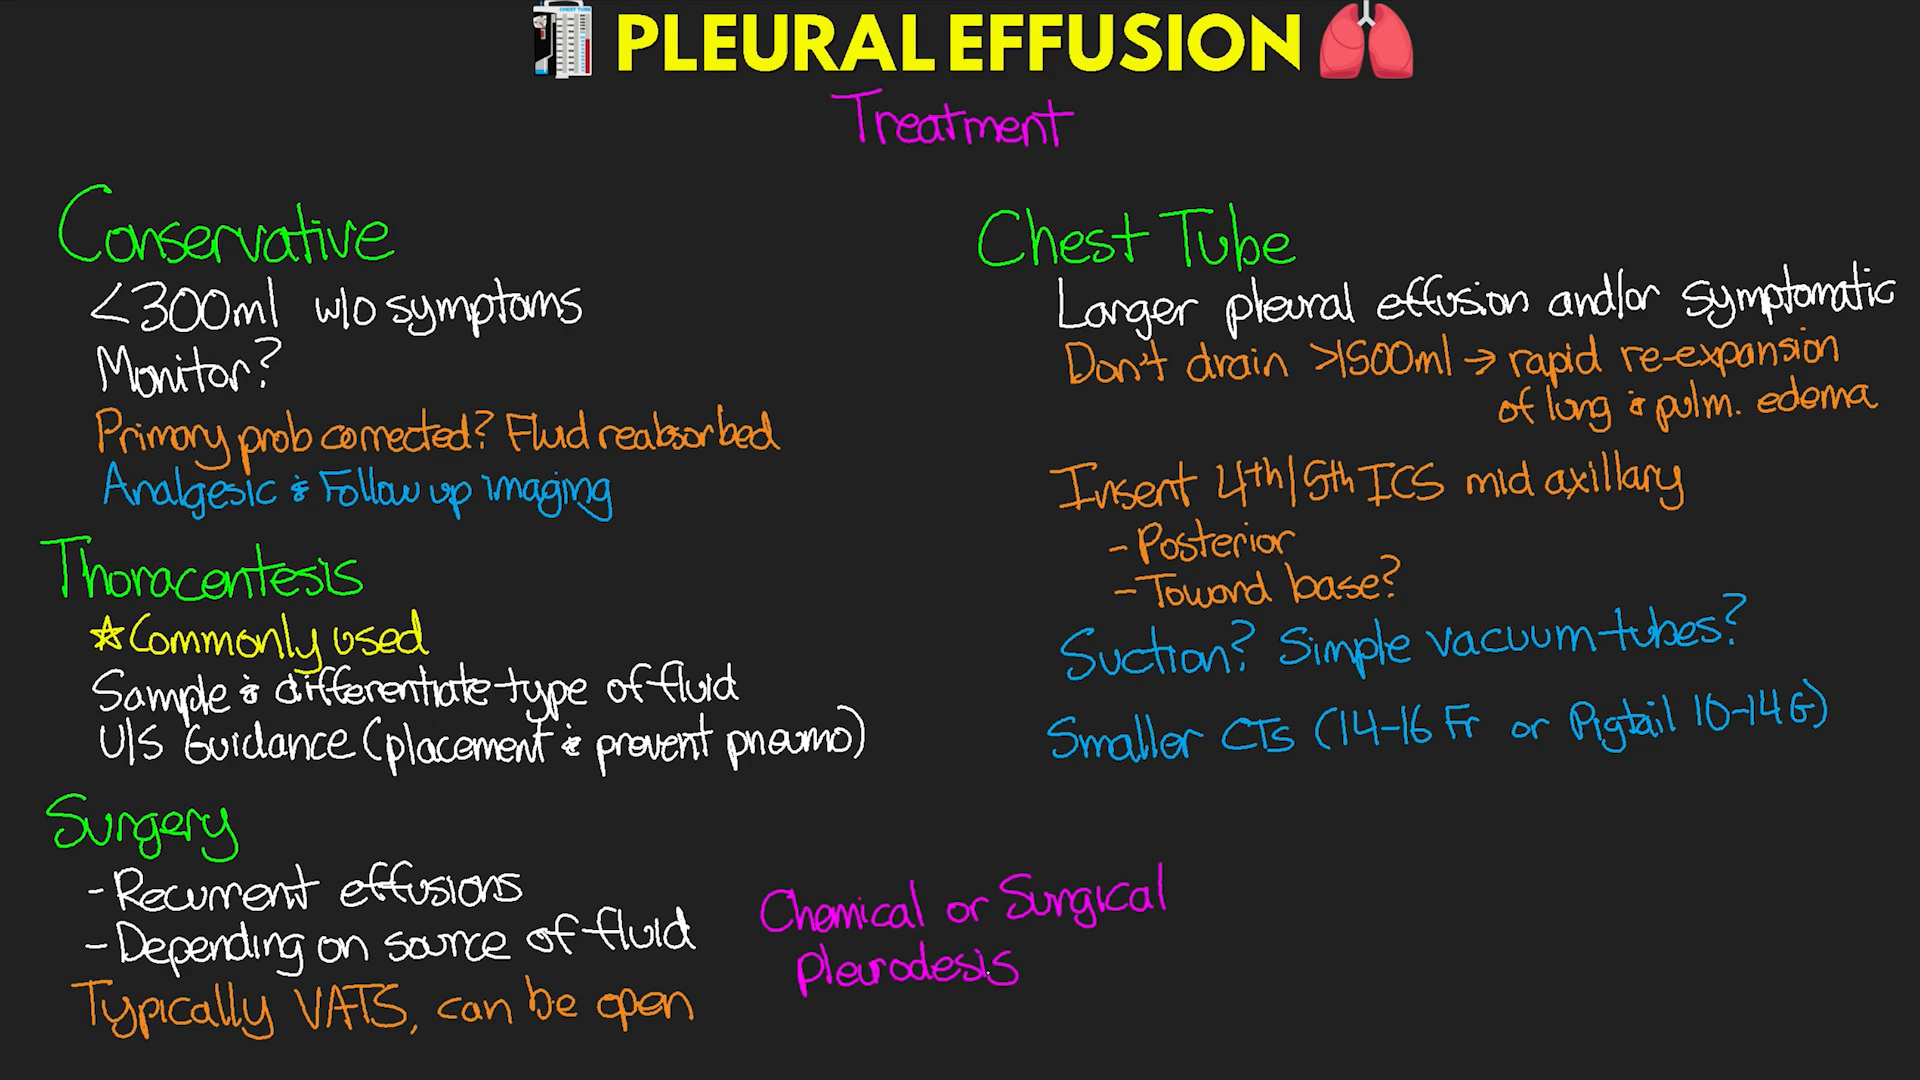 CHEST TUBE
PLEURAL EFFUSION
Treatment
Conservative
<300ml w/o symptoms
Monitor?
Primary prob corrected? Fluid reabsorbed
Analgesic & Follow up imaging
Thoracentesis
☆Commonly used
Sample & differentiate type of fluid
U/S Guidance (placement & prevent pneumo)
Surgery
- Recurrent effusions
- Depending on source of fluid
Typically VATS, can be open
Chemical or Surgical
pleurodesis
Chest Tube
Larger pleural effusion and/or symptomatic
Don't drain >1500ml → rapid re-expansion
of lung & pulm. edema
Insert 4th/5th ICS mid axillary
- Posterior
- Toward base?
Suction? Simple vacuum tubes?
Smaller CTs (14-16 Fr or Pigtail 10-14G)